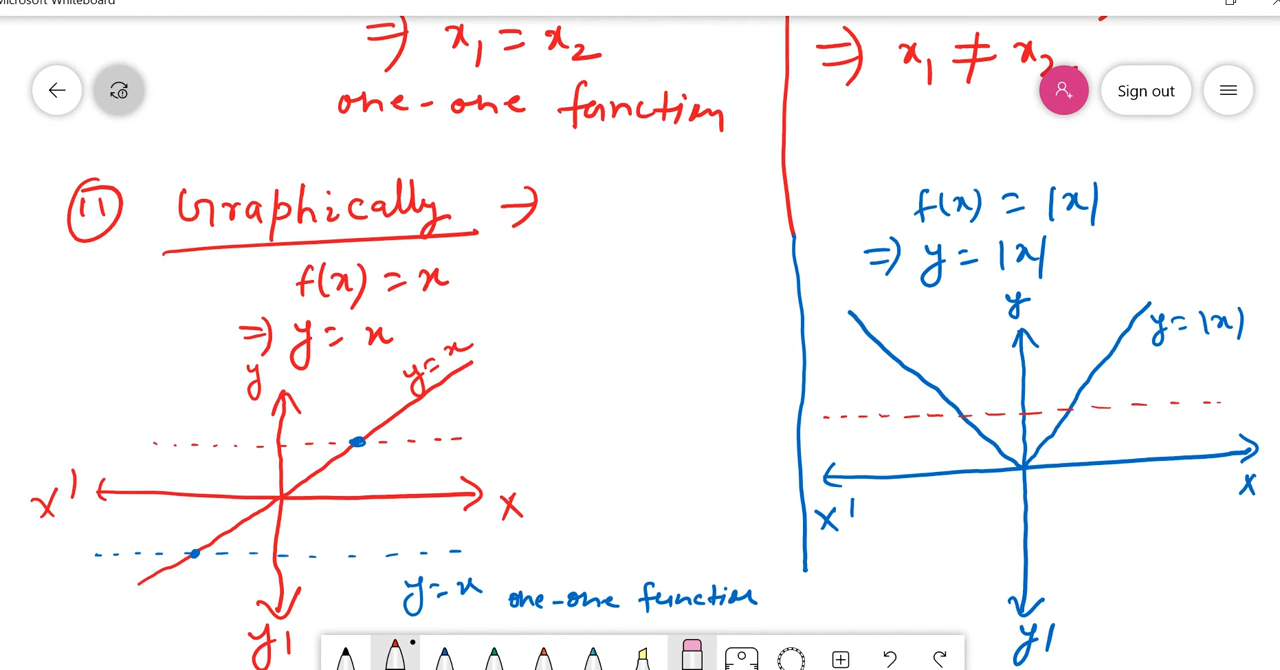 Microsoft Whiteboard
⇒ x₁ = x₂
one-one function
Sign out
(ii) Graphically →
f(x) = x
⇒ y = x
y
y=x
x'
x
y'
y=x one-one function
⇒ x₁ ≠ x₂
f(x) = |x|
⇒ y = |x|
y
y=|x|
x'
x
y'